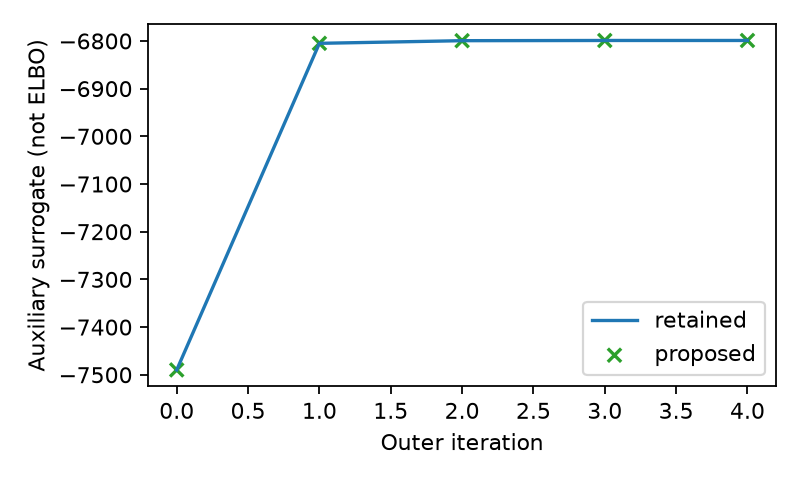 Auxiliary surrogate (not ELBO)
−6800
−6900
−7000
−7100
−7200
−7300
−7400
−7500
retained
proposed
0.0 0.5 1.0 1.5 2.0 2.5 3.0 3.5 4.0
Outer iteration